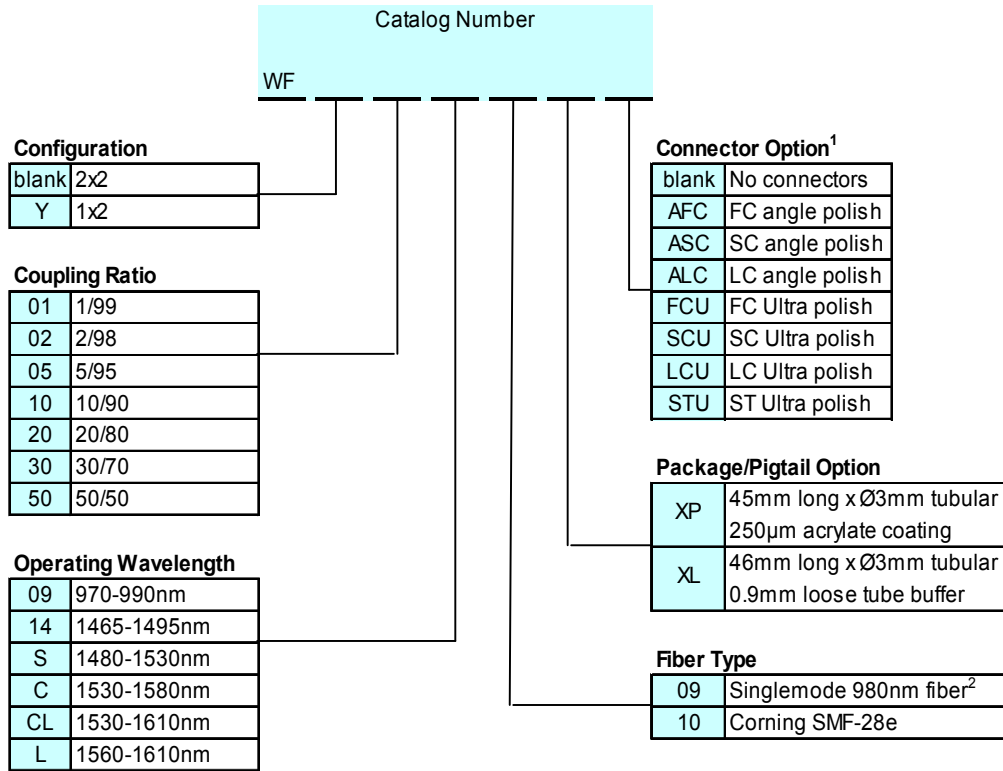 Catalog Number
WF
Configuration
blank 2x2
Y 1x2
Coupling Ratio
01 1/99
02 2/98
05 5/95
10 10/90
20 20/80
30 30/70
50 50/50
Operating Wavelength
09 970-990nm
14 1465-1495nm
S 1480-1530nm
C 1530-1580nm
CL 1530-1610nm
L 1560-1610nm
Connector Option¹
blank No connectors
AFC FC angle polish
ASC SC angle polish
ALC LC angle polish
FCU FC Ultra polish
SCU SC Ultra polish
LCU LC Ultra polish
STU ST Ultra polish
Package/Pigtail Option
XP 45mm long x Ø3mm tubular
250µm acrylate coating
XL 46mm long x Ø3mm tubular
0.9mm loose tube buffer
Fiber Type
09 Singlemode 980nm fiber²
10 Corning SMF-28e